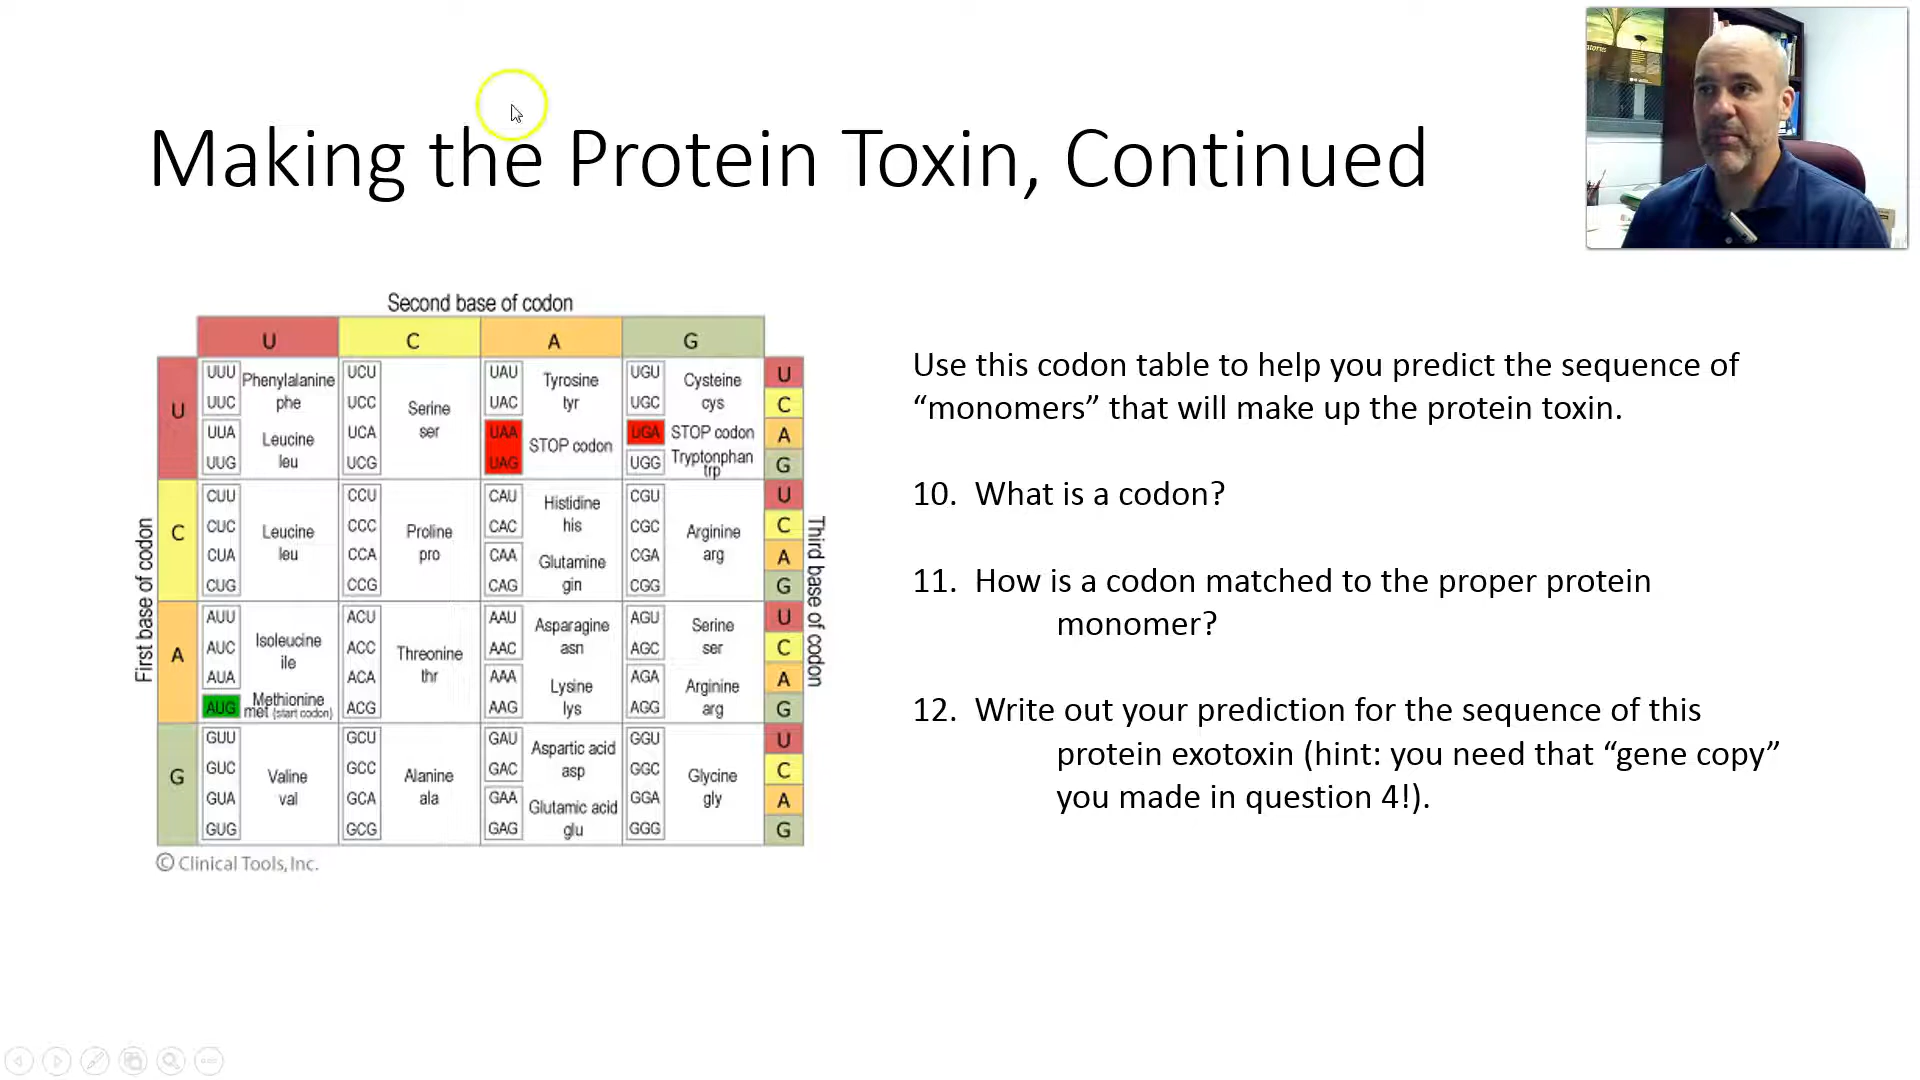 Making the Protein Toxin, Continued
Second base of codon
U C A G
First base of codon
Third base of codon
U
UUU
UUC
Phenylalanine
phe
UUA
UUG
Leucine
leu
UCU
UCC
UCA
UCG
Serine
ser
UAU
UAC
Tyrosine
tyr
UAA
UAG
STOP codon
UGU
UGC
Cysteine
cys
UGA
STOP codon
UGG
Tryptonphan
trp
U
C
A
G
C
CUU
CUC
CUA
CUG
Leucine
leu
CCU
CCC
CCA
CCG
Proline
pro
CAU
CAC
Histidine
his
CAA
CAG
Glutamine
gin
CGU
CGC
CGA
CGG
Arginine
arg
U
C
A
G
A
AUU
AUC
AUA
Isoleucine
ile
AUG
Methionine
met (start codon)
ACU
ACC
ACA
ACG
Threonine
thr
AAU
AAC
Asparagine
asn
AAA
AAG
Lysine
lys
AGU
AGC
Serine
ser
AGA
AGG
Arginine
arg
U
C
A
G
G
GUU
GUC
GUA
GUG
Valine
val
GCU
GCC
GCA
GCG
Alanine
ala
GAU
GAC
Aspartic acid
asp
GAA
GAG
Glutamic acid
glu
GGU
GGC
GGA
GGG
Glycine
gly
U
C
A
G
© Clinical Tools, Inc.
Use this codon table to help you predict the sequence of
“monomers” that will make up the protein toxin.
10. What is a codon?
11. How is a codon matched to the proper protein
monomer?
12. Write out your prediction for the sequence of this
protein exotoxin (hint: you need that “gene copy”
you made in question 4!).